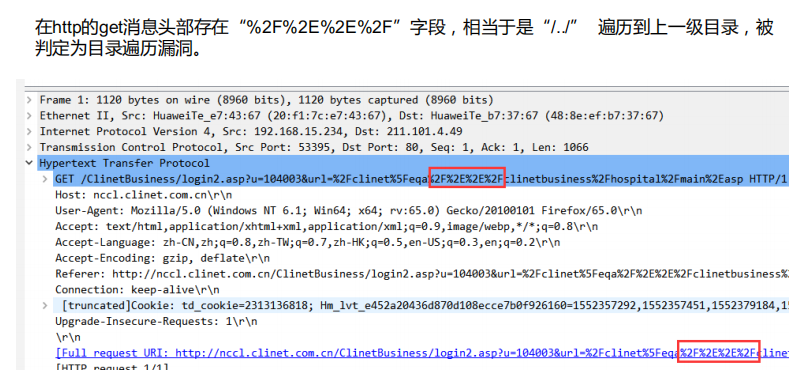 在http的get消息头部存在“%2F%2E%2E%2F”字段，相当于是“/../” 遍历到上一级目录，被
判定为目录遍历漏洞。
Frame 1: 1120 bytes on wire (8960 bits), 1120 bytes captured (8960 bits)
Ethernet II, Src: HuaweiTe_e7:43:67 (20:f1:7c:e7:43:67), Dst: HuaweiTe_b7:37:67 (48:8e:ef:b7:37:67)
Internet Protocol Version 4, Src: 192.168.15.234, Dst: 211.101.4.49
Transmission Control Protocol, Src Port: 53395, Dst Port: 80, Seq: 1, Ack: 1, Len: 1066
Hypertext Transfer Protocol
GET /ClinetBusiness/login2.asp?u=104003&url=%2Fclinet%5Feqa%2F%2E%2E%2Fclinetbusiness%2Fhospital%2Fmain%2Easp HTTP/1
Host: nccl.clinet.com.cn\r\n
User-Agent: Mozilla/5.0 (Windows NT 6.1; Win64; x64; rv:65.0) Gecko/20100101 Firefox/65.0\r\n
Accept: text/html,application/xhtml+xml,application/xml;q=0.9,image/webp,*/*;q=0.8\r\n
Accept-Language: zh-CN,zh;q=0.8,zh-TW;q=0.7,zh-HK;q=0.5,en-US;q=0.3,en;q=0.2\r\n
Accept-Encoding: gzip, deflate\r\n
Referer: http://nccl.clinet.com.cn/ClinetBusiness/login2.asp?u=104003&url=%2Fclinet%5Feqa%2F%2E%2E%2Fclinetbusiness%2
Connection: keep-alive\r\n
[truncated]Cookie: td_cookie=2313136818; Hm_lvt_e452a20436d870d108ecce7b0f926160=1552357292,1552357451,1552379184,15
Upgrade-Insecure-Requests: 1\r\n
\r\n
[Full request URI: http://nccl.clinet.com.cn/ClinetBusiness/login2.asp?u=104003&url=%2Fclinet%5Feqa%2F%2E%2E%2Fclinet
[HTTP request 1/1]